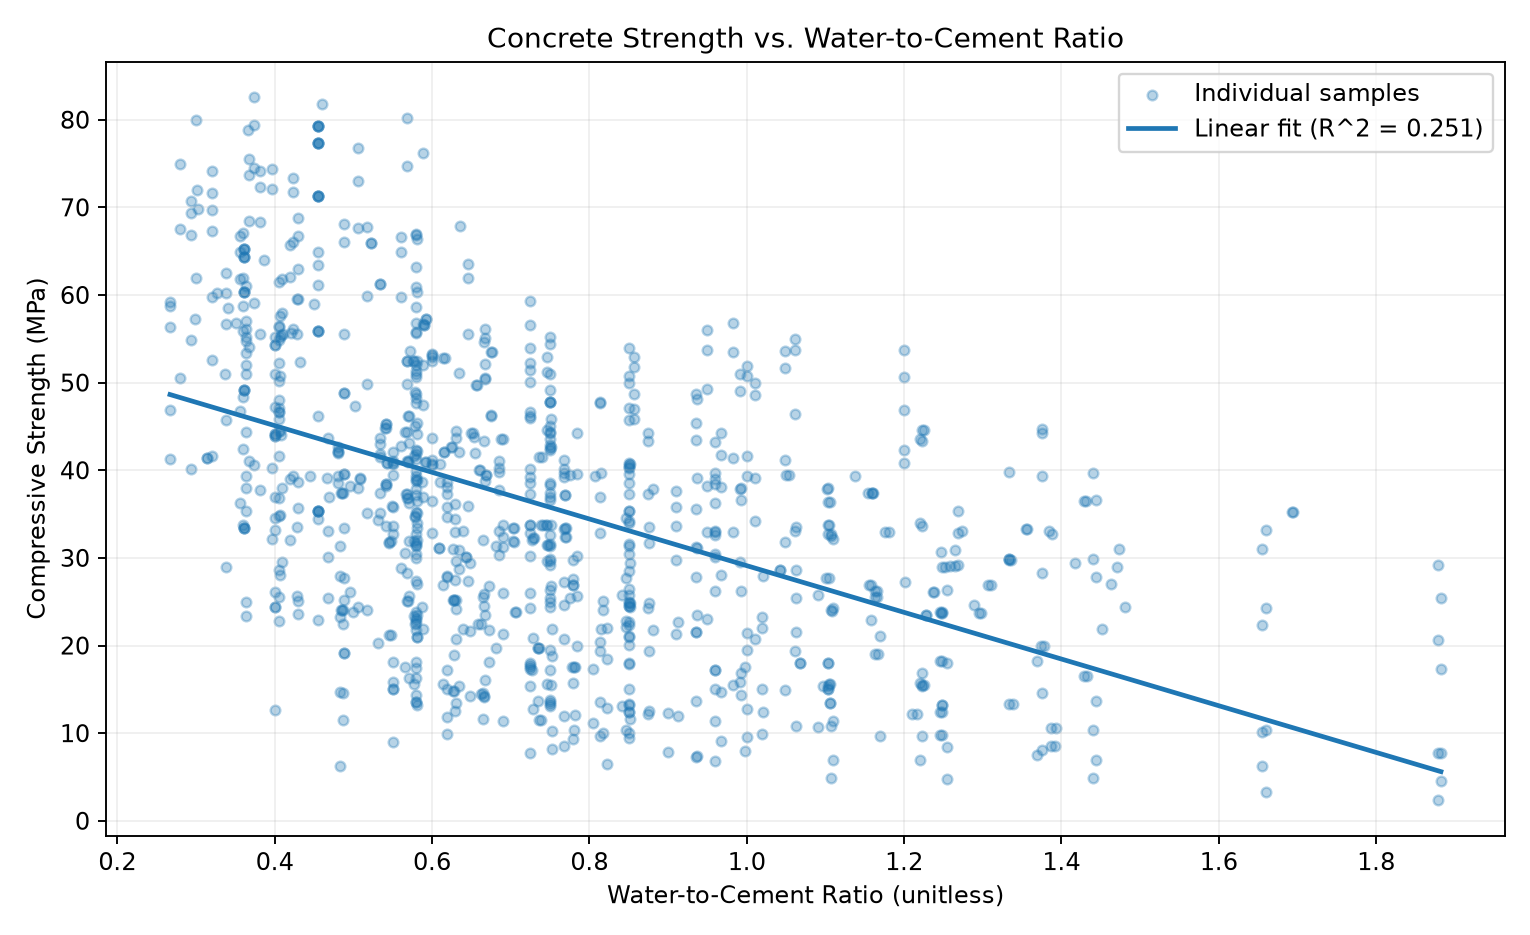 Concrete Strength vs. Water-to-Cement Ratio
Individual samples
Linear fit (R^2 = 0.251)
Compressive Strength (MPa)
80
70
60
50
40
30
20
10
0
0.2 0.4 0.6 0.8 1.0 1.2 1.4 1.6 1.8
Water-to-Cement Ratio (unitless)